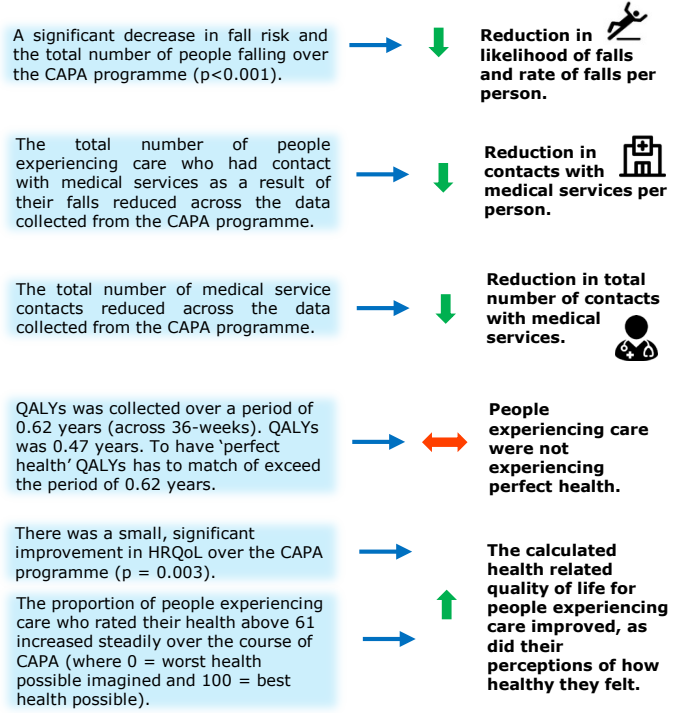 A significant decrease in fall risk and
the total number of people falling over
the CAPA programme (p<0.001).
Reduction in
likelihood of falls
and rate of falls per
person.
The total number of people
experiencing care who had contact
with medical services as a result of
their falls reduced across the data
collected from the CAPA programme.
Reduction in
contacts with
medical services per
person.
The total number of medical service
contacts reduced across the data
collected from the CAPA programme.
Reduction in total
number of contacts
with medical
services.
QALYs was collected over a period of
0.62 years (across 36-weeks). QALYs
was 0.47 years. To have ‘perfect
health’ QALYs has to match of exceed
the period of 0.62 years.
People
experiencing care
were not
experiencing
perfect health.
There was a small, significant
improvement in HRQoL over the CAPA
programme (p = 0.003).
The proportion of people experiencing
care who rated their health above 61
increased steadily over the course of
CAPA (where 0 = worst health
possible imagined and 100 = best
health possible).
The calculated
health related
quality of life for
people experiencing
care improved, as
did their
perceptions of how
healthy they felt.